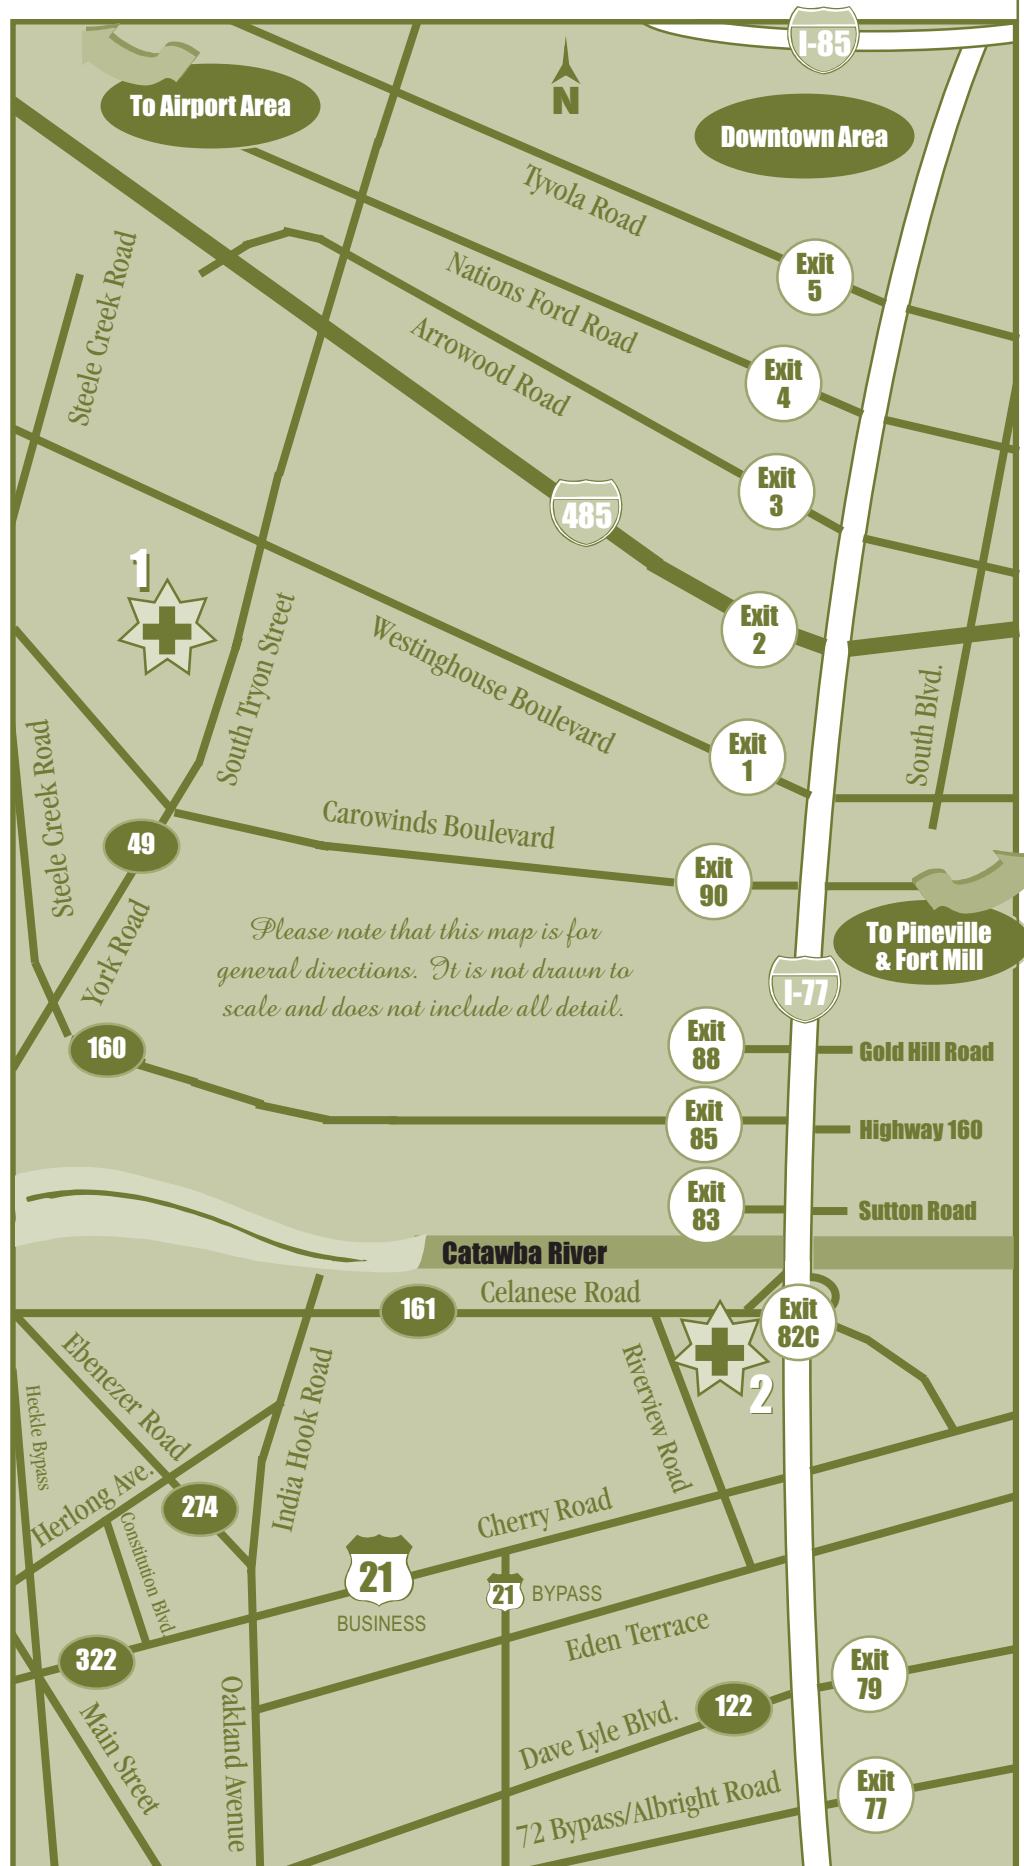 I-85
To Airport Area
N
Downtown Area
Tyvola Road
Exit
5
Steele Creek Road
Nations Ford Road
Arrowood Road
Exit
4
Exit
3
485
1
Exit
2
South Tryon Street
Westinghouse Boulevard
South Blvd.
Exit
1
Steele Creek Road
Carowinds Boulevard
49
Exit
90
York Road
Please note that this map is for
general directions. It is not drawn to
scale and does not include all detail.
To Pineville
& Fort Mill
I-77
160
Exit
88
Gold Hill Road
Exit
85
Highway 160
Exit
83
Sutton Road
Catawba River
Celanese Road
161
Exit
82C
2
Ebenezer Road
Heckle Bypass
India Hook Road
Riverview Road
Herlong Ave.
274
Constitution Blvd.
Cherry Road
21
BUSINESS
21
BYPASS
Eden Terrace
322
Exit
79
Main Street
Oakland Avenue
122
Dave Lyle Blvd.
72 Bypass/Albright Road
Exit
77